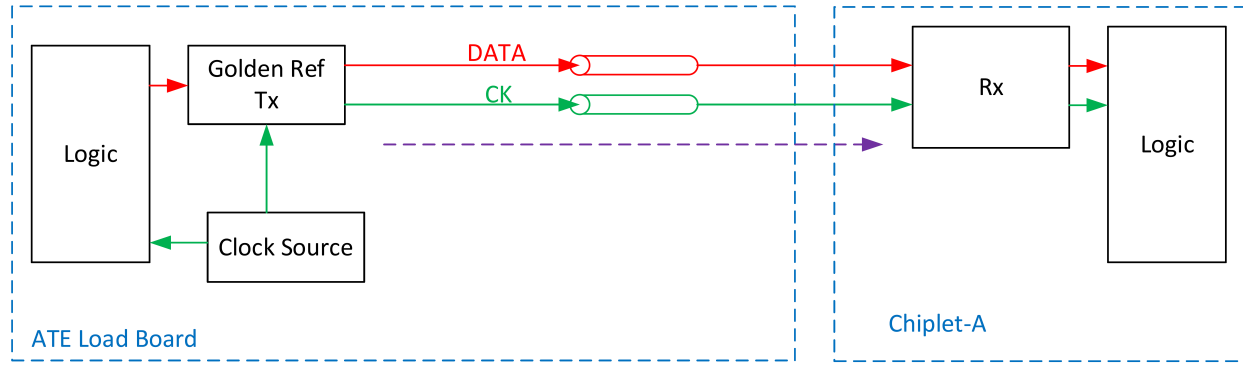 DATA
Golden Ref
Tx
CK
Rx
Logic
Logic
Clock Source
ATE Load Board
Chiplet-A